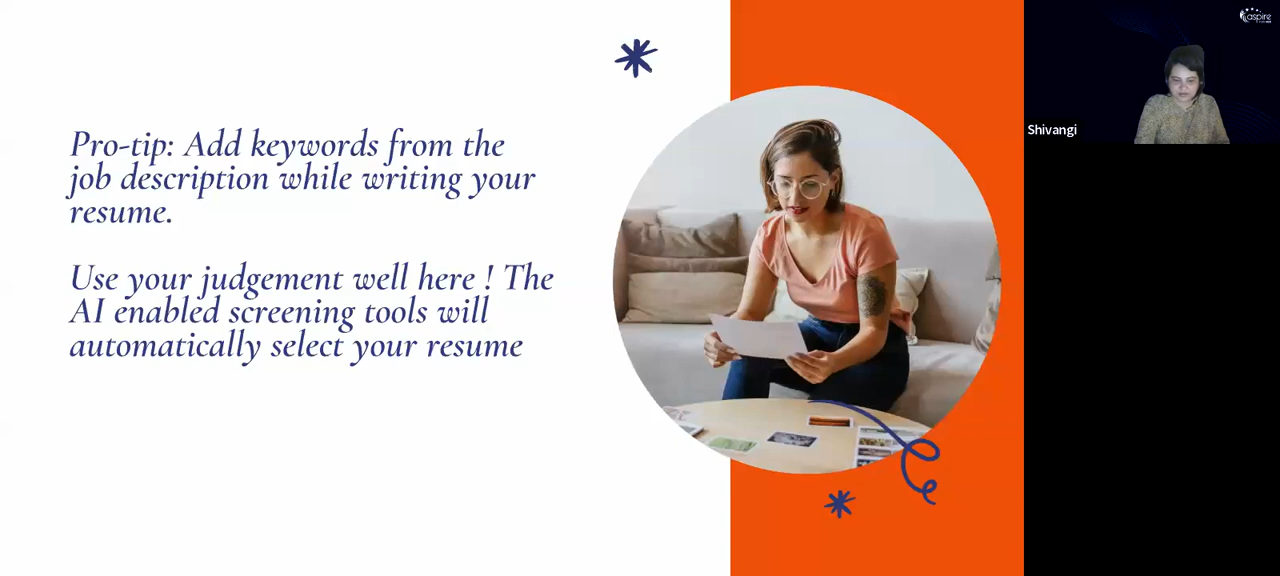 Pro-tip: Add keywords from the
job description while writing your
resume.
Use your judgement well here ! The
AI enabled screening tools will
automatically select your resume
aspire
Shivangi